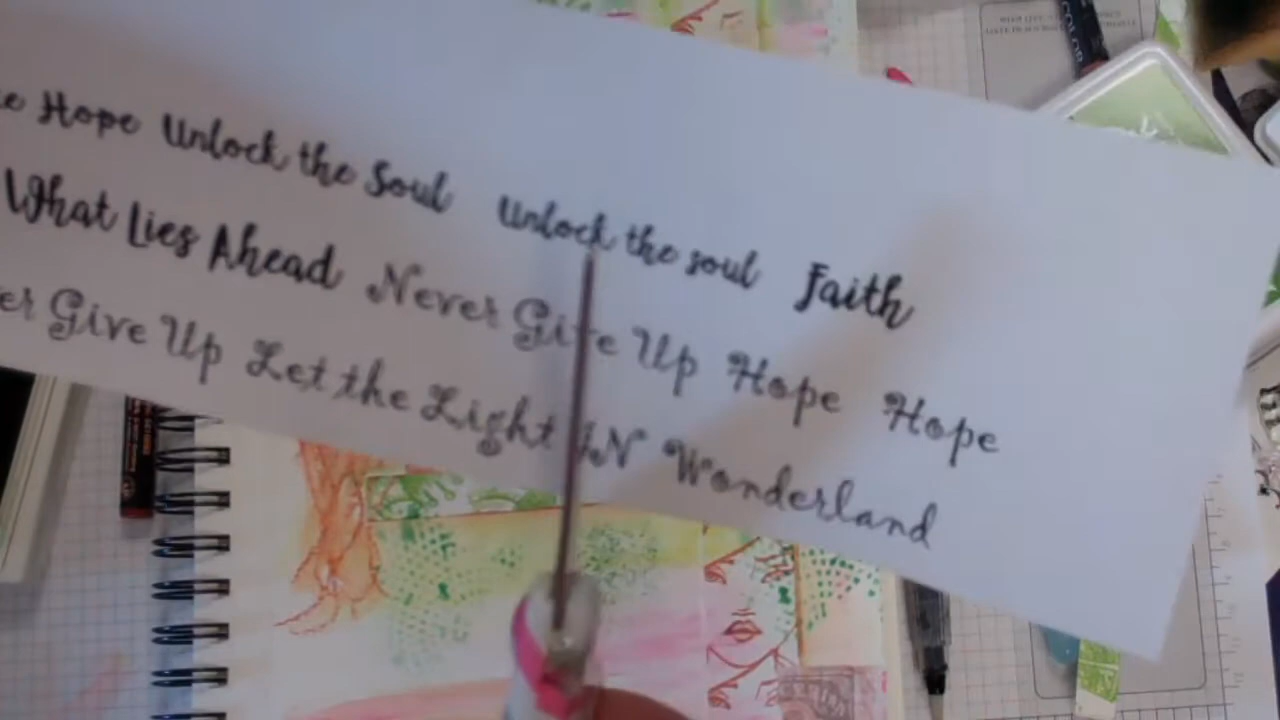 Hope Unlock the Soul Unlock the soul Faith
What Lies Ahead Never Give Up Hope Hope
Give Up Let the Light IN Wonderland